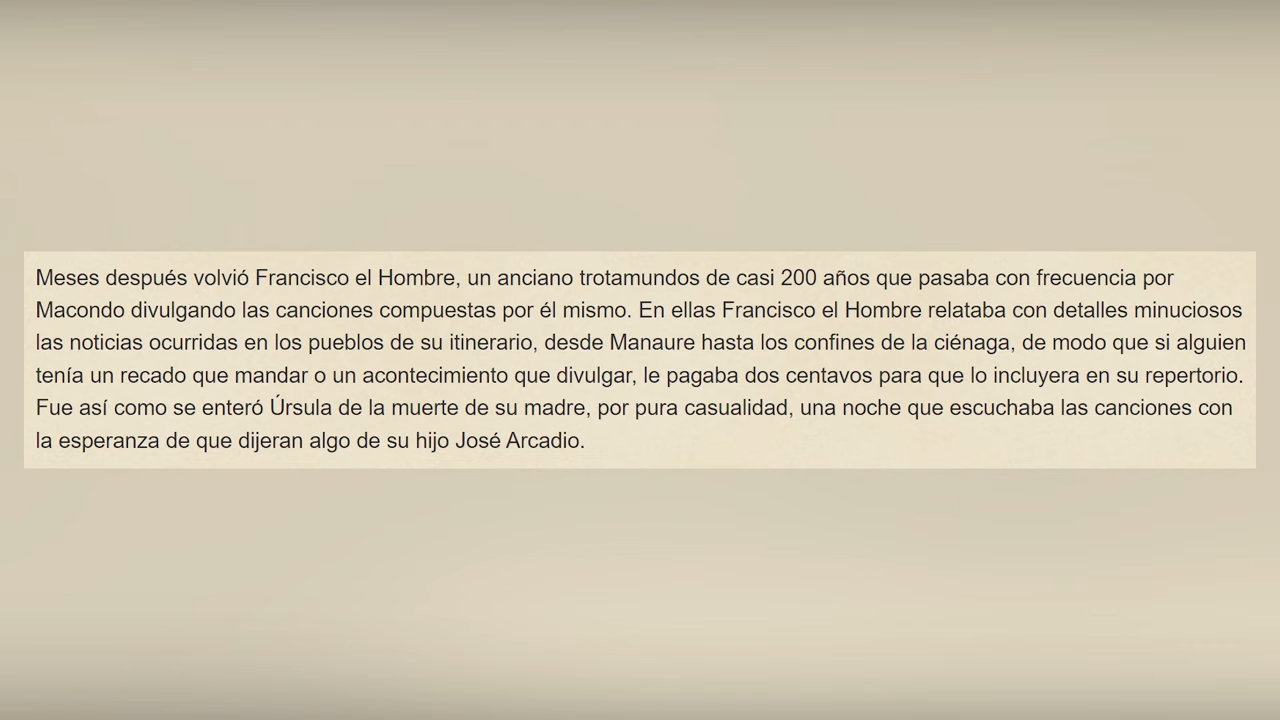 Meses después volvió Francisco el Hombre, un anciano trotamundos de casi 200 años que pasaba con frecuencia por
Macondo divulgando las canciones compuestas por él mismo. En ellas Francisco el Hombre relataba con detalles minuciosos
las noticias ocurridas en los pueblos de su itinerario, desde Manaure hasta los confines de la ciénaga, de modo que si alguien
tenía un recado que mandar o un acontecimiento que divulgar, le pagaba dos centavos para que lo incluyera en su repertorio.
Fue así como se enteró Úrsula de la muerte de su madre, por pura casualidad, una noche que escuchaba las canciones con
la esperanza de que dijeran algo de su hijo José Arcadio.